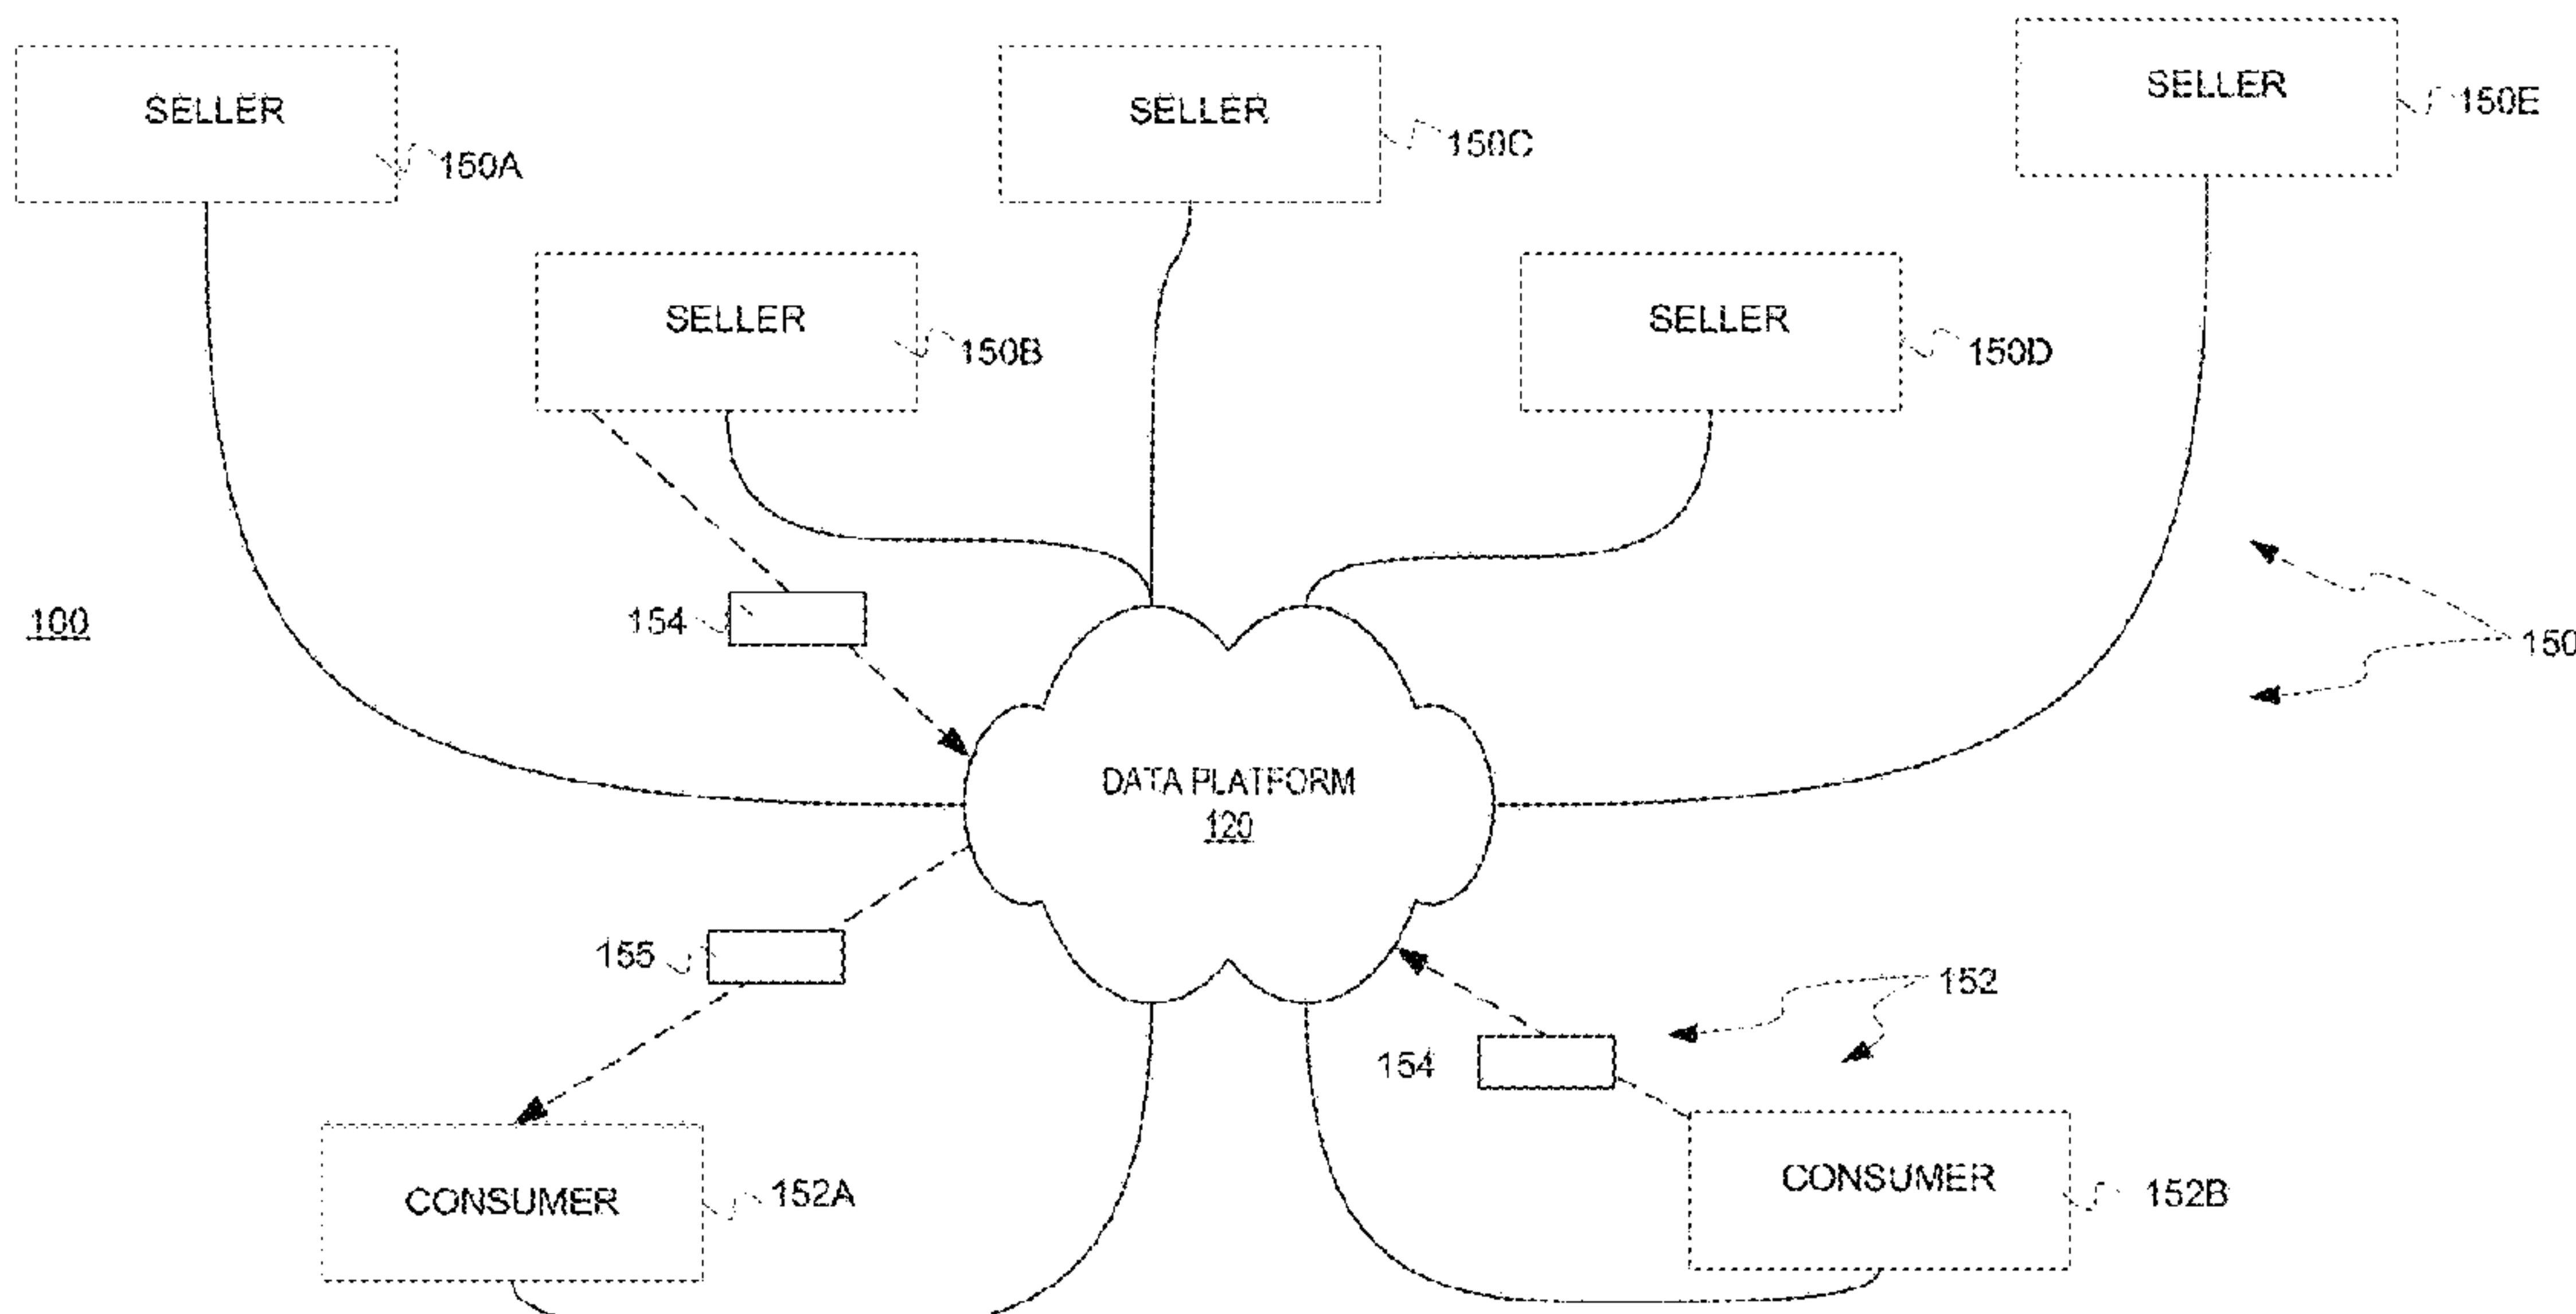 SELLER
150E
SELLER
150A
SELLER
150C
SELLER
150B
SELLER
150D
100
154
150
DATA PLATFORM
120
155
152
154
CONSUMER
152A
CONSUMER
152B